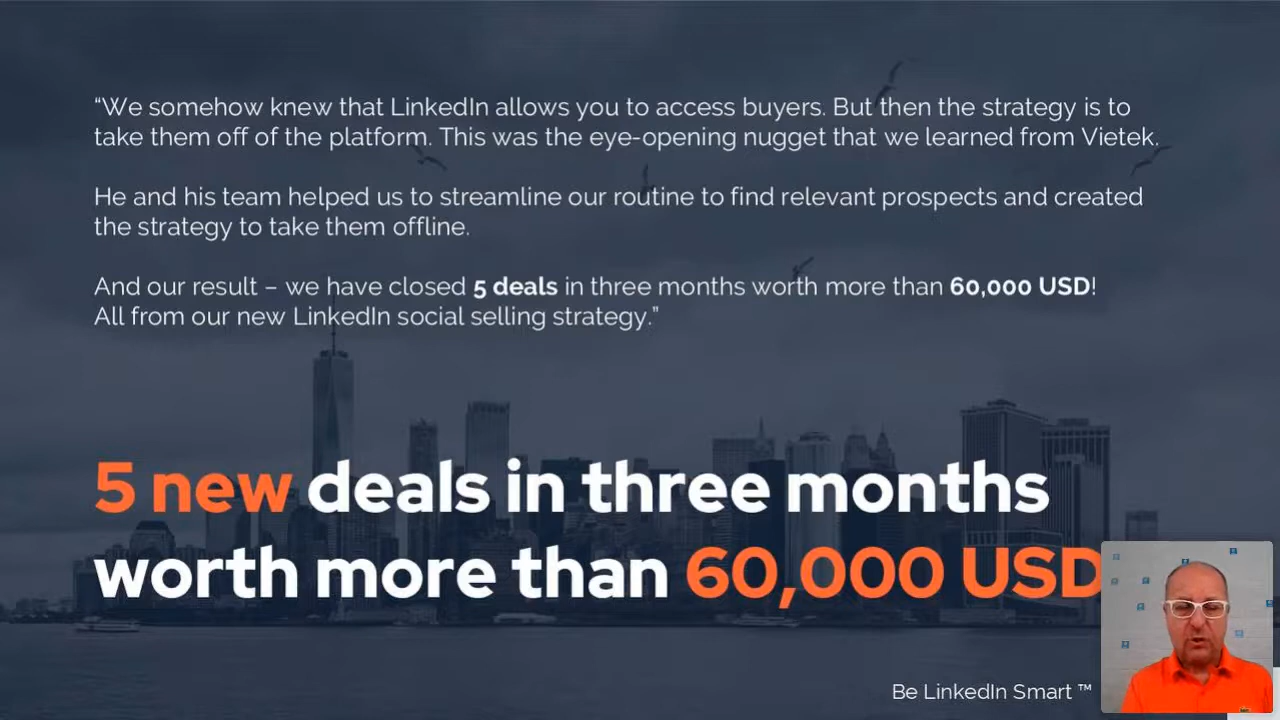 “We somehow knew that LinkedIn allows you to access buyers. But then the strategy is to
take them off of the platform. This was the eye-opening nugget that we learned from Vietek.
He and his team helped us to streamline our routine to find relevant prospects and created
the strategy to take them offline.
And our result – we have closed 5 deals in three months worth more than 60,000 USD!
All from our new LinkedIn social selling strategy.”
5 new deals in three months
worth more than 60,000 USD
Be LinkedIn Smart ™